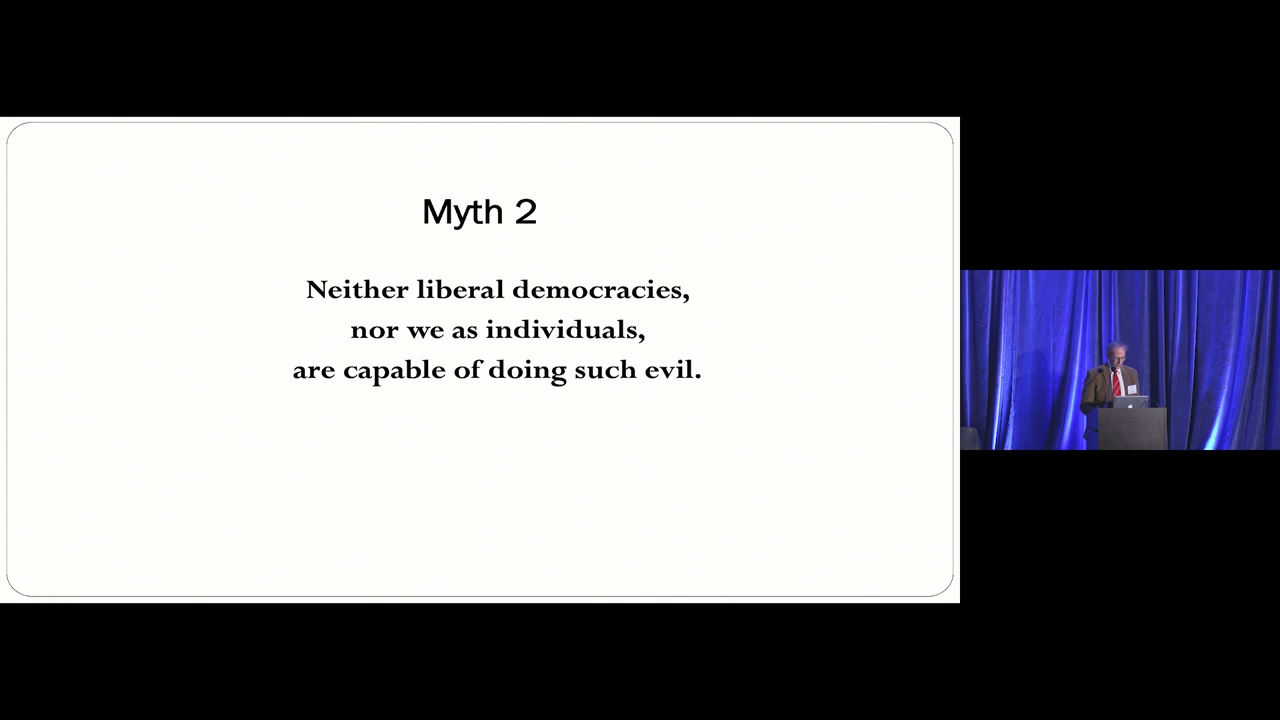 Myth 2
Neither liberal democracies,
nor we as individuals,
are capable of doing such evil.